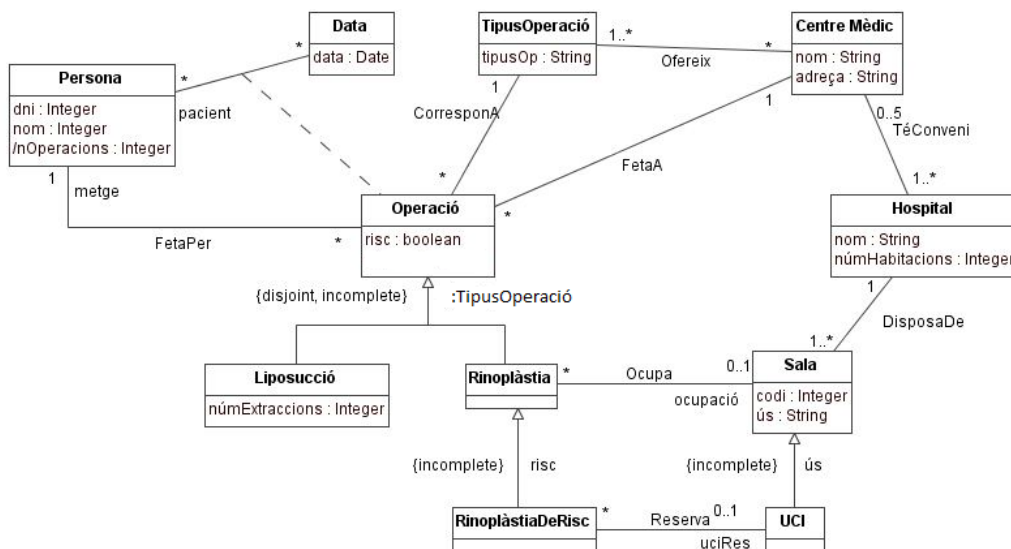 Data
data : Date
TipusOperació
tipusOp : String
Centre Mèdic
nom : String
adreça : String
Persona
dni : Integer
nom : Integer
/nOperacions : Integer
*
*
pacient
1..*
*
Ofereix
1
CorresponA
*
1
FetaA
*
0..5
TéConveni
1..*
1
metge
FetaPer
*
Operació
risc : boolean
Hospital
nom : String
númHabitacions : Integer
{disjoint, incomplete}
:TipusOperació
1
DisposaDe
1..*
Liposucció
númExtraccions : Integer
Rinoplàstia
*
Ocupa
0..1
ocupació
Sala
codi : Integer
ús : String
{incomplete}
risc
{incomplete}
ús
RinoplàstiaDeRisc
*
Reserva
0..1
uciRes
UCI